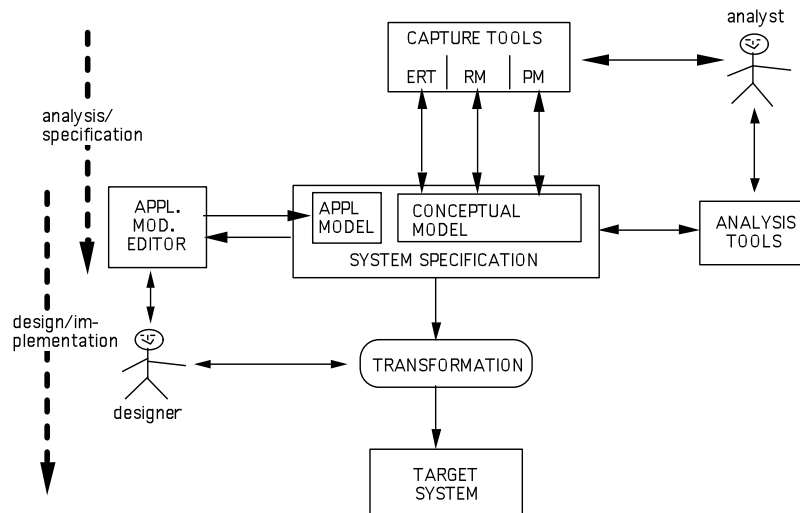 analyst
CAPTURE TOOLS
ERT RM PM
analysis/
specification
APPL.
MOD.
EDITOR
APPL
MODEL
CONCEPTUAL
MODEL
SYSTEM SPECIFICATION
ANALYSIS
TOOLS
design/im-
plementation
designer
TRANSFORMATION
TARGET
SYSTEM